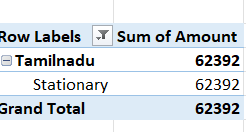 Row Labels Sum of Amount
Tamilnadu 62392
Stationary 62392
Grand Total 62392